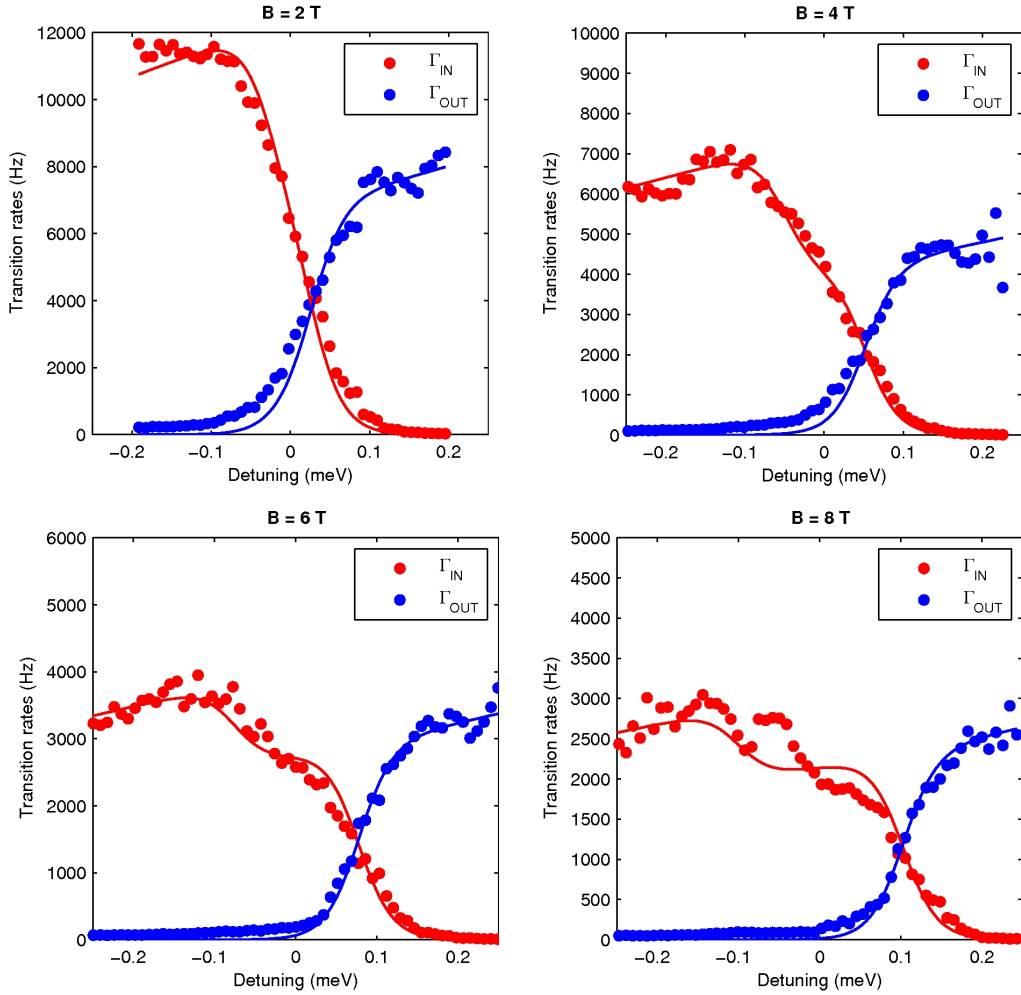 B = 2 T
12000
10000
8000
6000
4000
2000
0
Transition rates (Hz)
Γ_IN
Γ_OUT
−0.2 −0.1 0 0.1 0.2
Detuning (meV)
B = 4 T
10000
9000
8000
7000
6000
5000
4000
3000
2000
1000
0
Transition rates (Hz)
Γ_IN
Γ_OUT
−0.2 −0.1 0 0.1 0.2
Detuning (meV)
B = 6 T
6000
5000
4000
3000
2000
1000
0
Transition rates (Hz)
Γ_IN
Γ_OUT
−0.2 −0.1 0 0.1 0.2
Detuning (meV)
B = 8 T
5000
4500
4000
3500
3000
2500
2000
1500
1000
500
0
Transition rates (Hz)
Γ_IN
Γ_OUT
−0.2 −0.1 0 0.1 0.2
Detuning (meV)